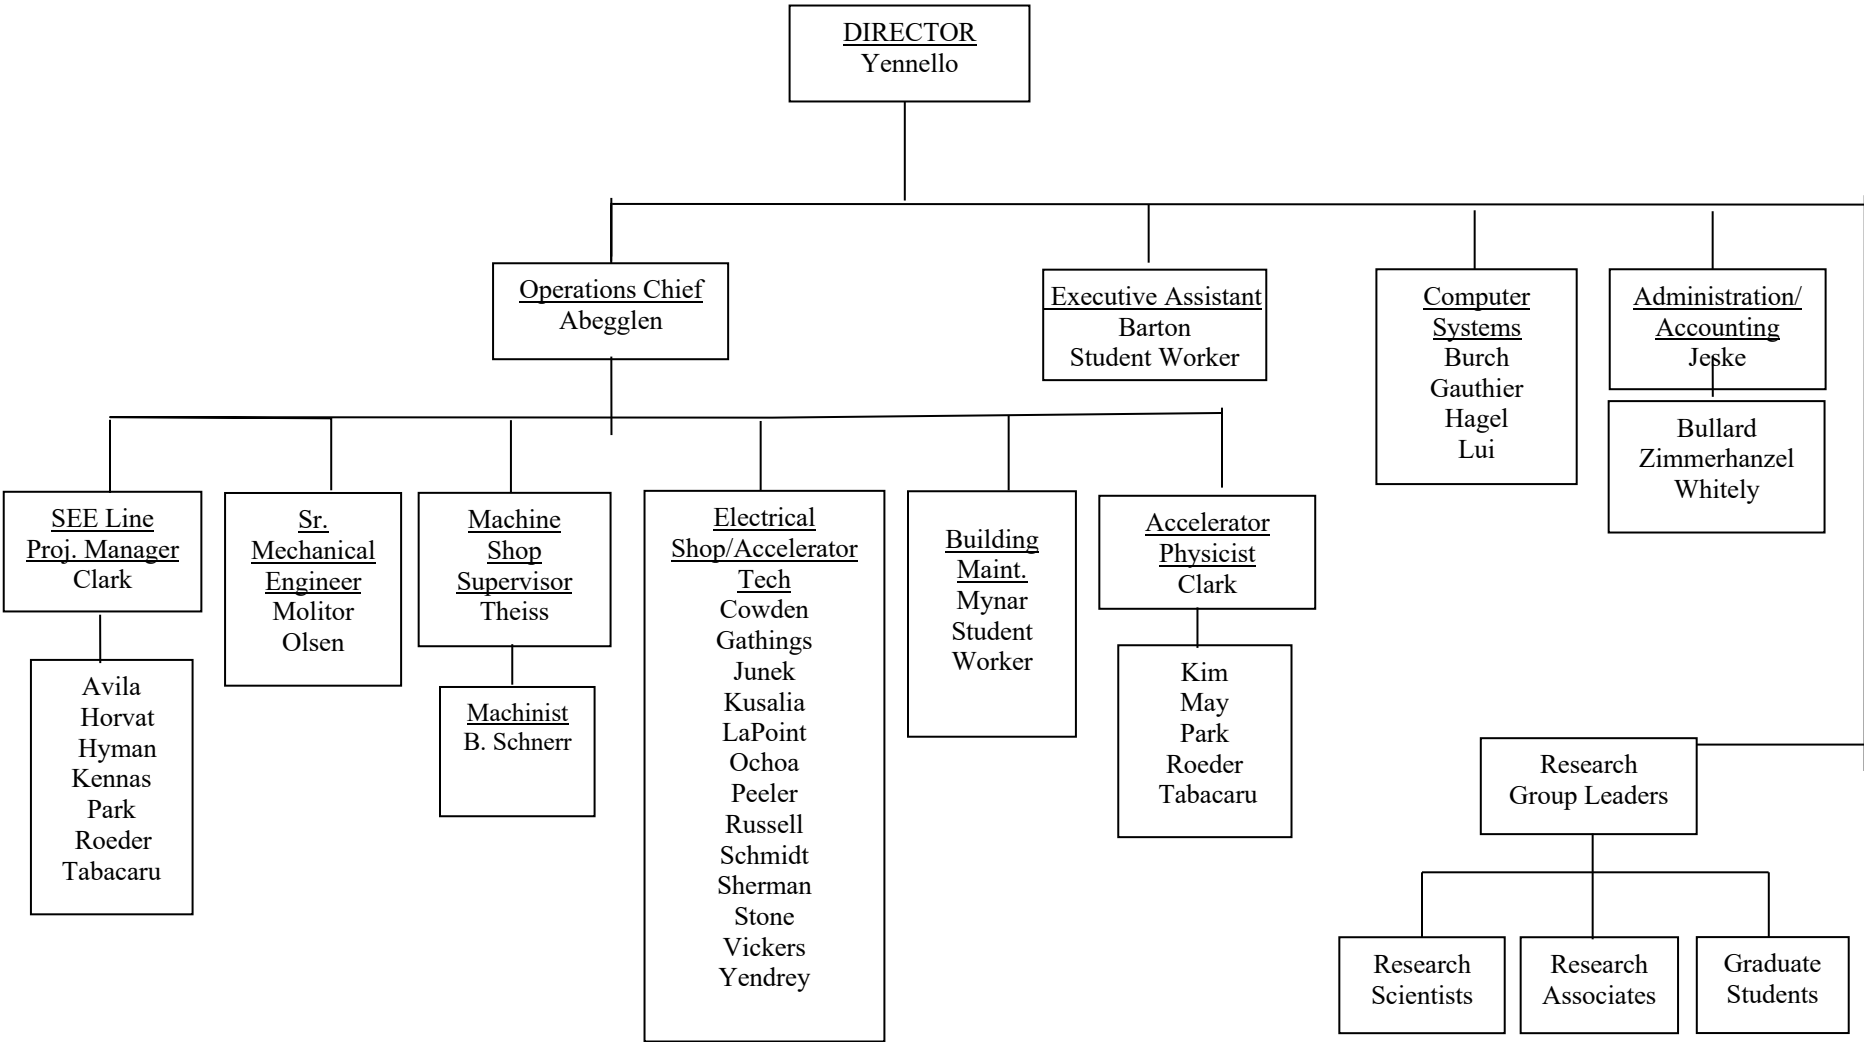 DIRECTOR
Yennello
Operations Chief
Abegglen
Executive Assistant
Barton
Student Worker
Computer
Systems
Burch
Gauthier
Hagel
Lui
Administration/
Accounting
Jeske
Bullard
Zimmerhanzel
Whitely
SEE Line
Proj. Manager
Clark
Avila
Horvat
Hyman
Kennas
Park
Roeder
Tabacaru
Sr.
Mechanical
Engineer
Molitor
Olsen
Machine
Shop
Supervisor
Theiss
Machinist
B. Schnerr
Electrical
Shop/Accelerator
Tech
Cowden
Gathings
Junek
Kusalia
LaPoint
Ochoa
Peeler
Russell
Schmidt
Sherman
Stone
Vickers
Yendrey
Building
Maint.
Mynar
Student
Worker
Accelerator
Physicist
Clark
Kim
May
Park
Roeder
Tabacaru
Research
Group Leaders
Research
Scientists
Research
Associates
Graduate
Students